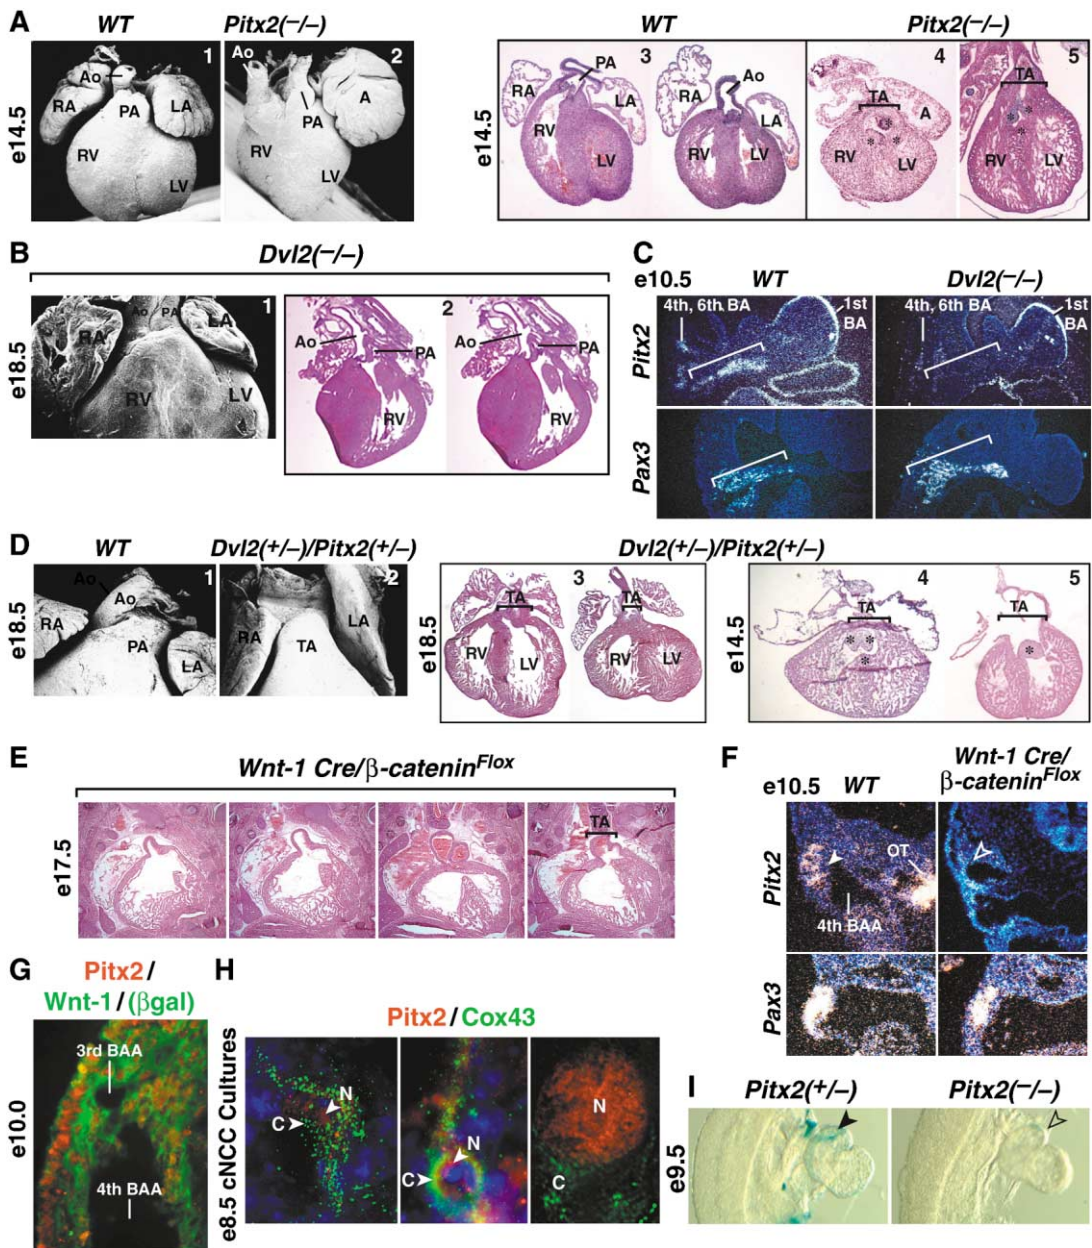 A
WT
Pitx2(−/−)
WT
Pitx2(−/−)
e14.5
1
Ao
RA
PA
LA
RV
LV
2
Ao
PA
A
RV
LV
e14.5
3
PA
RA
LA
RV
LV
Ao
RA
LA
LV
4
TA
A
*
*
*
RV
LV
5
TA
*
*
*
*
RV
LV
B
Dvl2(−/−)
e18.5
1
Ao
PA
RA
LA
RV
LV
2
Ao
PA
RV
Ao
PA
RV
C
e10.5
WT
Dvl2(−/−)
Pitx2
4th, 6th BA
1st
BA
4th, 6th BA
1st
BA
Pax3
D
WT
Dvl2(+/−)/Pitx2(+/−)
Dvl2(+/−)/Pitx2(+/−)
e18.5
1
Ao
Ao
RA
PA
LA
2
RA
TA
LA
e18.5
3
TA
RV
LV
TA
RV
LV
e14.5
4
TA
*
*
*
5
TA
*
E
Wnt-1 Cre/β-catenin^Flox
e17.5
TA
F
e10.5
WT
Wnt-1 Cre/
β-catenin^Flox
Pitx2
OT
4th BAA
Pax3
G
Pitx2/
Wnt-1/(βgal)
e10.0
3rd BAA
4th BAA
H
Pitx2/Cox43
e8.5 cNCC Cultures
N
C
N
C
N
C
I
Pitx2(+/−)
Pitx2(−/−)
e9.5